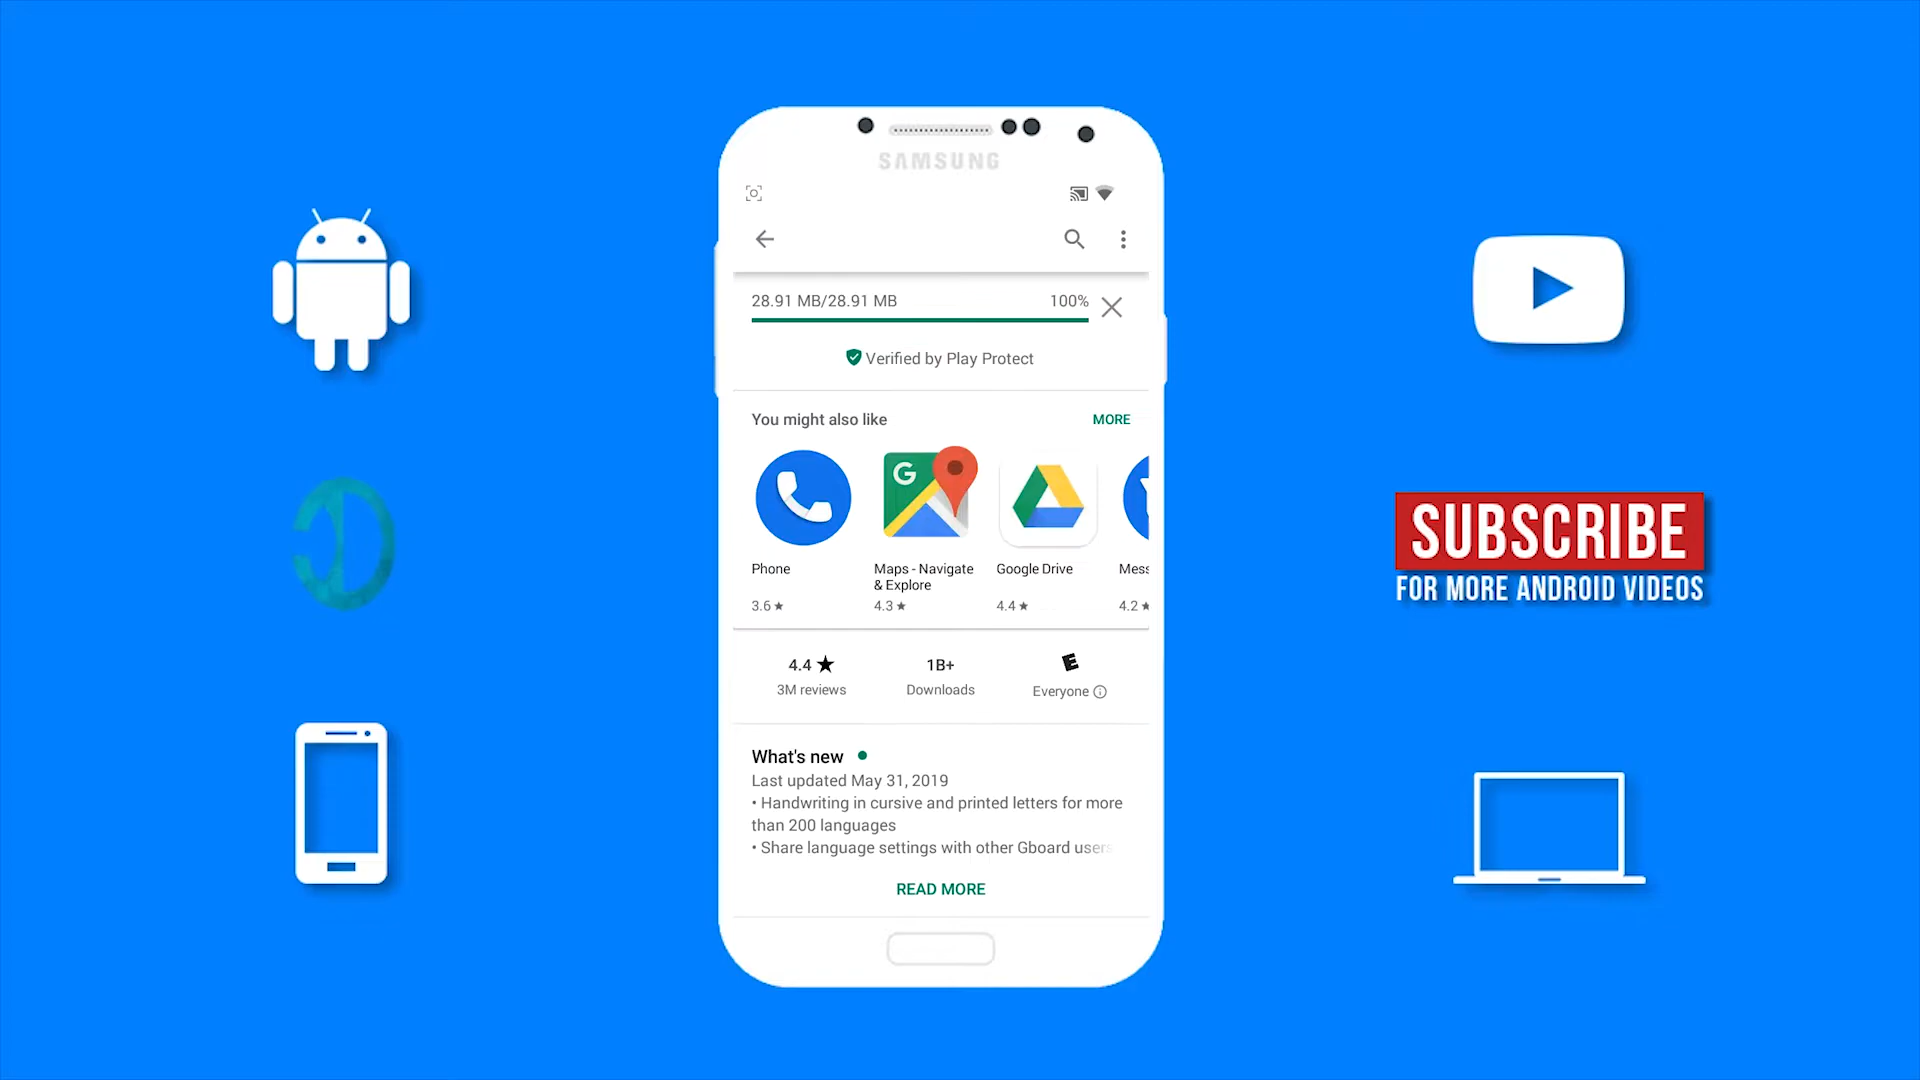 SAMSUNG
28.91 MB/28.91 MB 100%
Verified by Play Protect
You might also like MORE
Phone
Maps - Navigate
& Explore
Google Drive
Mess
3.6 ★
4.3 ★
4.4 ★
4.2 ★
4.4 ★
3M reviews
1B+
Downloads
E
Everyone
What's new
Last updated May 31, 2019
• Handwriting in cursive and printed letters for more
than 200 languages
• Share language settings with other Gboard users
READ MORE
SUBSCRIBE
FOR MORE ANDROID VIDEOS